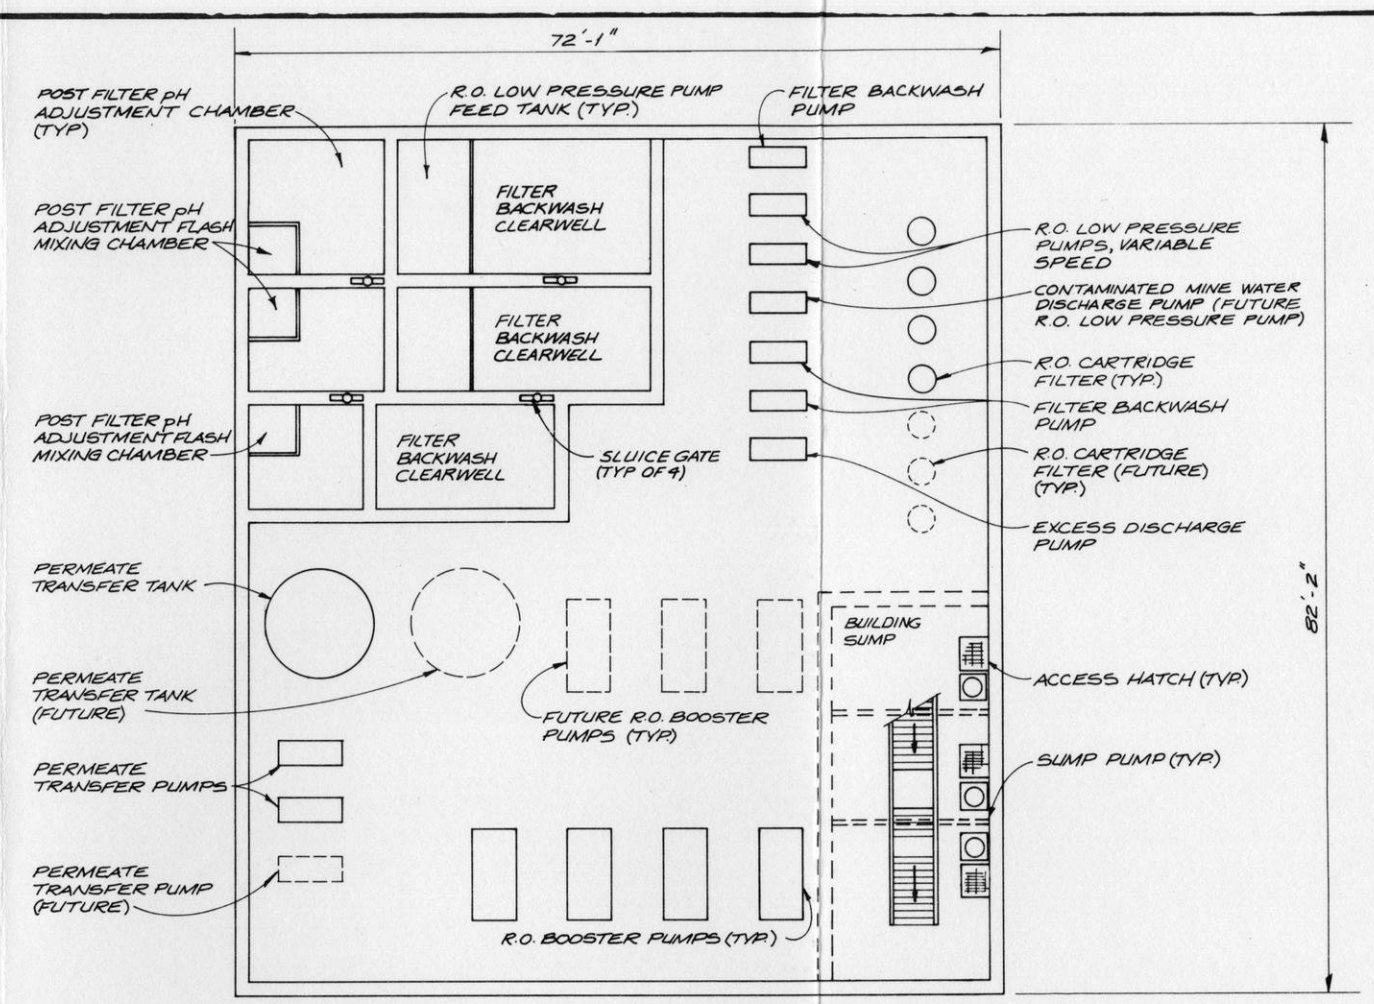 72'-1"
POST FILTER pH
ADJUSTMENT CHAMBER
(TYP)
R.O. LOW PRESSURE PUMP
FEED TANK (TYP.)
FILTER BACKWASH
PUMP
POST FILTER pH
ADJUSTMENT FLASH
MIXING CHAMBER
FILTER
BACKWASH
CLEARWELL
R.O. LOW PRESSURE
PUMPS, VARIABLE
SPEED
CONTAMINATED MINE WATER
DISCHARGE PUMP (FUTURE
R.O. LOW PRESSURE PUMP)
FILTER
BACKWASH
CLEARWELL
R.O. CARTRIDGE
FILTER (TYP.)
FILTER BACKWASH
PUMP
POST FILTER pH
ADJUSTMENT FLASH
MIXING CHAMBER
FILTER
BACKWASH
CLEARWELL
SLUICE GATE
(TYP OF 4)
R.O. CARTRIDGE
FILTER (FUTURE)
(TYP.)
EXCESS DISCHARGE
PUMP
PERMEATE
TRANSFER TANK
82'-2"
BUILDING
SUMP
PERMEATE
TRANSFER TANK
(FUTURE)
ACCESS HATCH (TYP.)
FUTURE R.O. BOOSTER
PUMPS (TYP.)
PERMEATE
TRANSFER PUMPS
SUMP PUMP (TYP.)
PERMEATE
TRANSFER PUMP
(FUTURE)
R.O. BOOSTER PUMPS (TYP.)